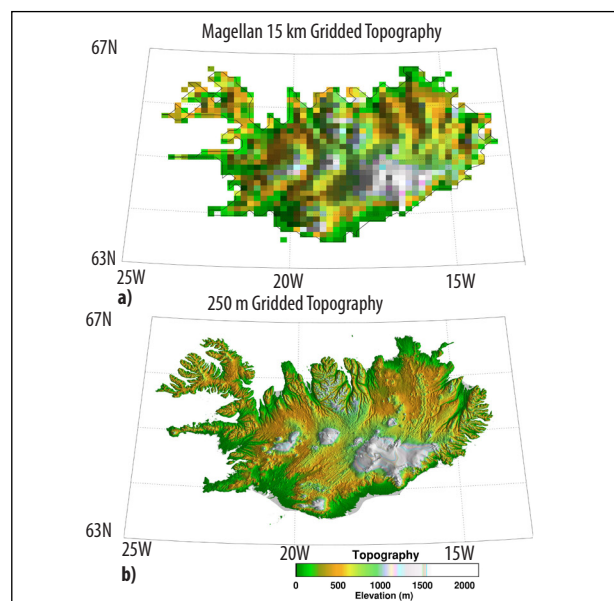 Magellan 15 km Gridded Topography
67N
63N
25W
20W
15W
a)
250 m Gridded Topography
67N
63N
25W
20W
15W
Topography
b)
0 500 1000 1500 2000
Elevation (m)